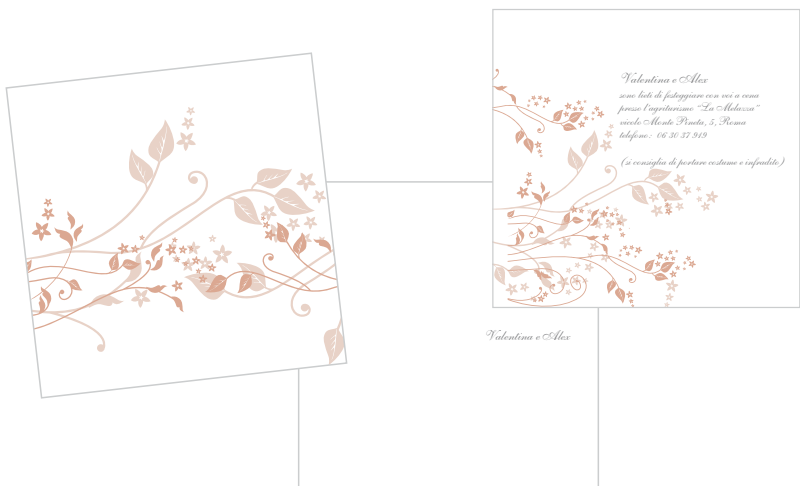 Valentina e Alex
sono lieti di festeggiare con voi a cena
presso l'agriturismo "La Meluzza"
vicolo Monte Pineta, 5, Roma
telefono: 06 30 37 919
(si consiglia di portare costume e infradito)
Valentina e Alex